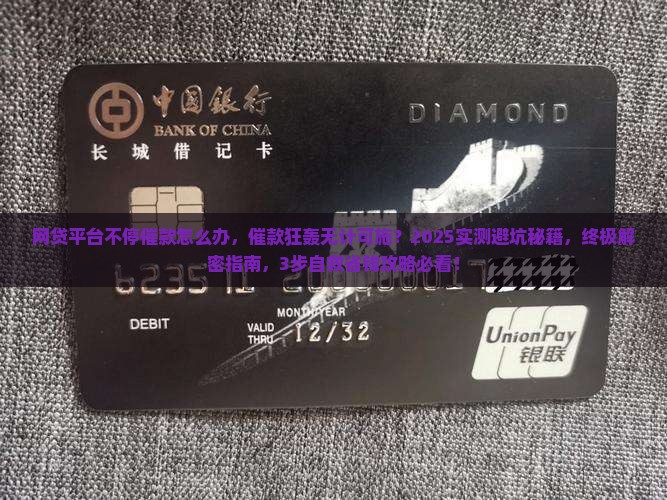 中国银行
BANK OF CHINA
长城借记卡
DIAMOND
网贷平台不停催款怎么办，催款狂轰无计可施？2025实测避坑秘籍，终极解
密指南，3步自救省钱攻略必看！
DEBIT
MONTH/YEAR
VALID
THRU
12/32
UnionPay
银联